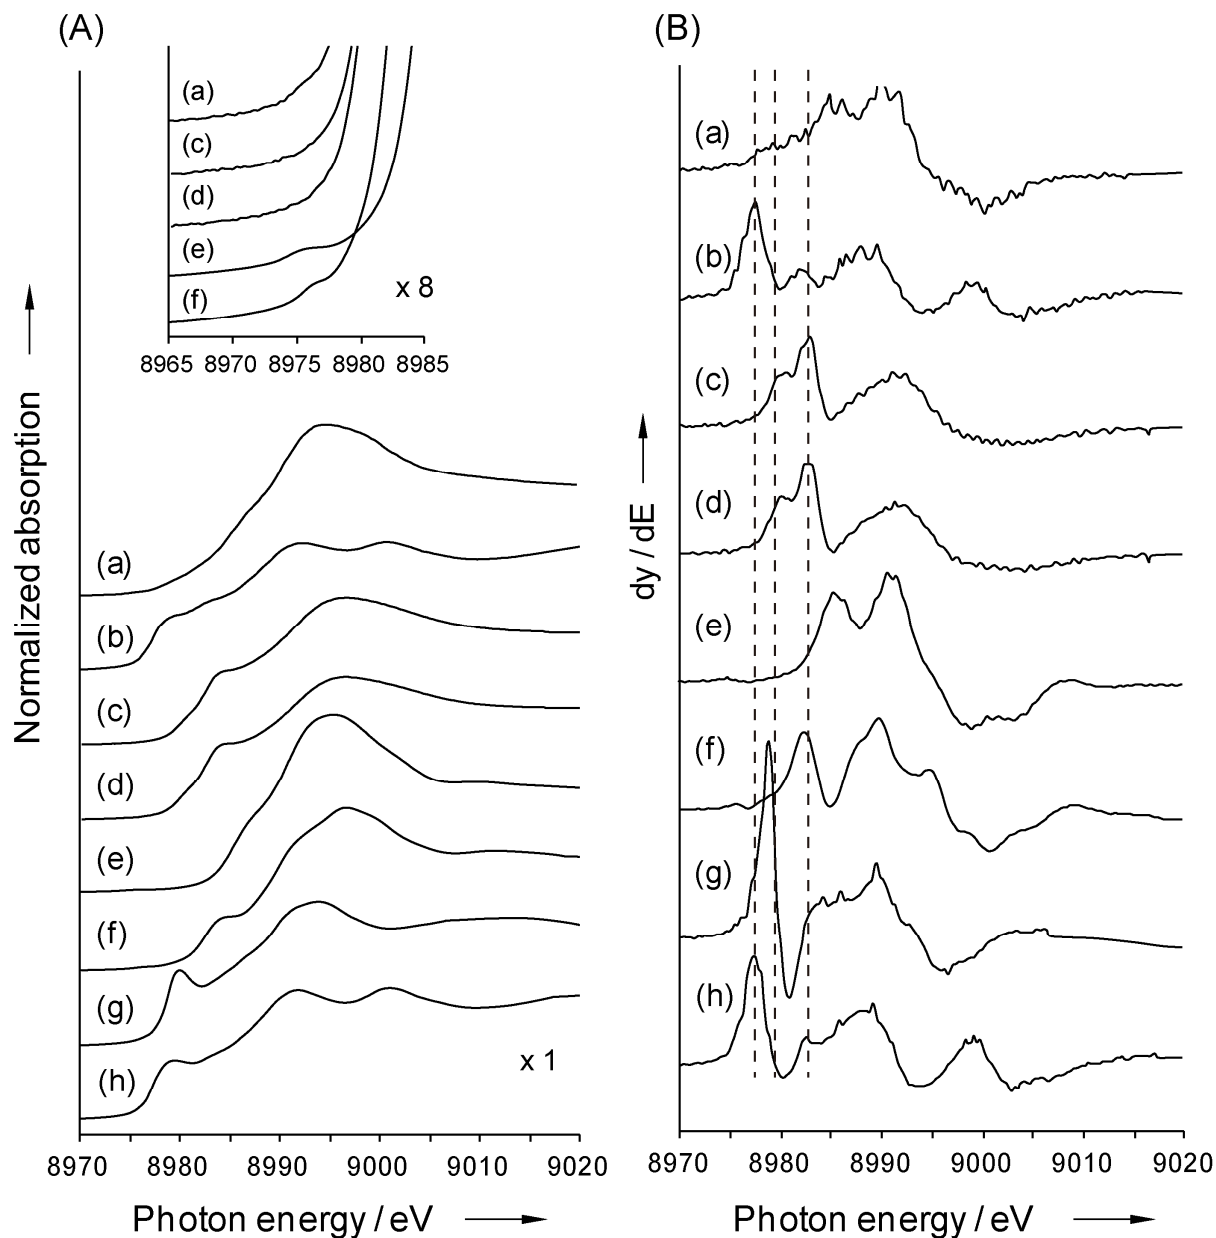 (A)
(a)
(c)
(d)
(e)
(f)
x 8
8965 8970 8975 8980 8985
Normalized absorption
(a)
(b)
(c)
(d)
(e)
(f)
(g)
(h)
x 1
8970 8980 8990 9000 9010 9020
Photon energy / eV
(B)
(a)
(b)
(c)
(d)
(e)
(f)
(g)
(h)
dy / dE
8970 8980 8990 9000 9010 9020
Photon energy / eV